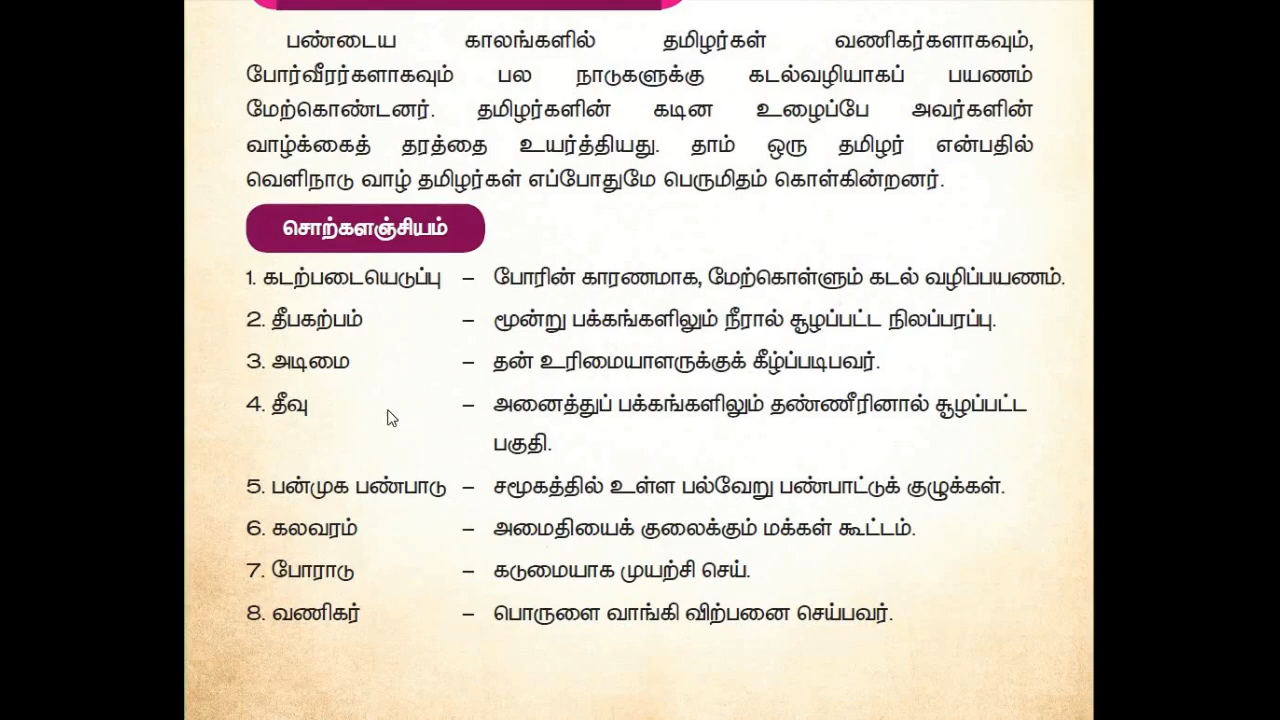 பண்டைய காலங்களில் தமிழர்கள் வணிகர்களாகவும்,
போர்வீரர்களாகவும் பல நாடுகளுக்கு கடல்வழியாகப் பயணம்
மேற்கொண்டனர். தமிழர்களின் கடின உழைப்பே அவர்களின்
வாழ்க்கைத் தரத்தை உயர்த்தியது. தாம் ஒரு தமிழர் என்பதில்
வெளிநாடு வாழ் தமிழர்கள் எப்போதுமே பெருமிதம் கொள்கின்றனர்.
சொற்களஞ்சியம்
1. கடற்படையெடுப்பு – போரின் காரணமாக, மேற்கொள்ளும் கடல் வழிப்பயணம்.
2. தீபகற்பம் – மூன்று பக்கங்களிலும் நீரால் சூழப்பட்ட நிலப்பரப்பு.
3. அடிமை – தன் உரிமையாளருக்குக் கீழ்ப்படிபவர்.
4. தீவு – அனைத்துப் பக்கங்களிலும் தண்ணீரினால் சூழப்பட்ட
பகுதி.
5. பன்முக பண்பாடு – சமூகத்தில் உள்ள பல்வேறு பண்பாட்டுக் குழுக்கள்.
6. கலவரம் – அமைதியைக் குலைக்கும் மக்கள் கூட்டம்.
7. போராடு – கடுமையாக முயற்சி செய்.
8. வணிகர் – பொருளை வாங்கி விற்பனை செய்பவர்.